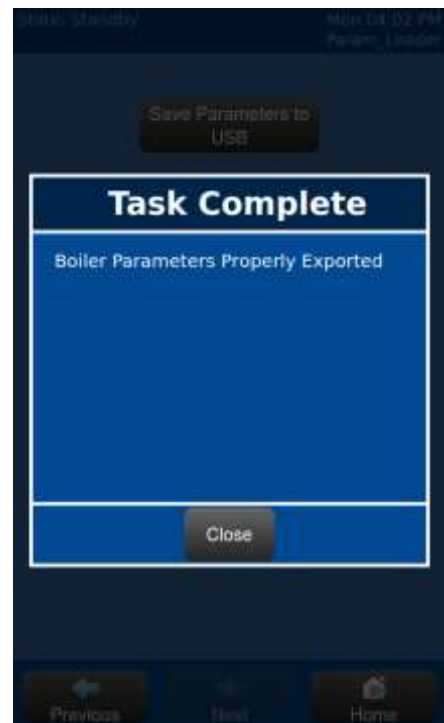 State: Standby
Mon 04:02 PM
Param_Loader
Save Parameters to
USB
Task Complete
Boiler Parameters Properly Exported
Close
Previous
Next
Home